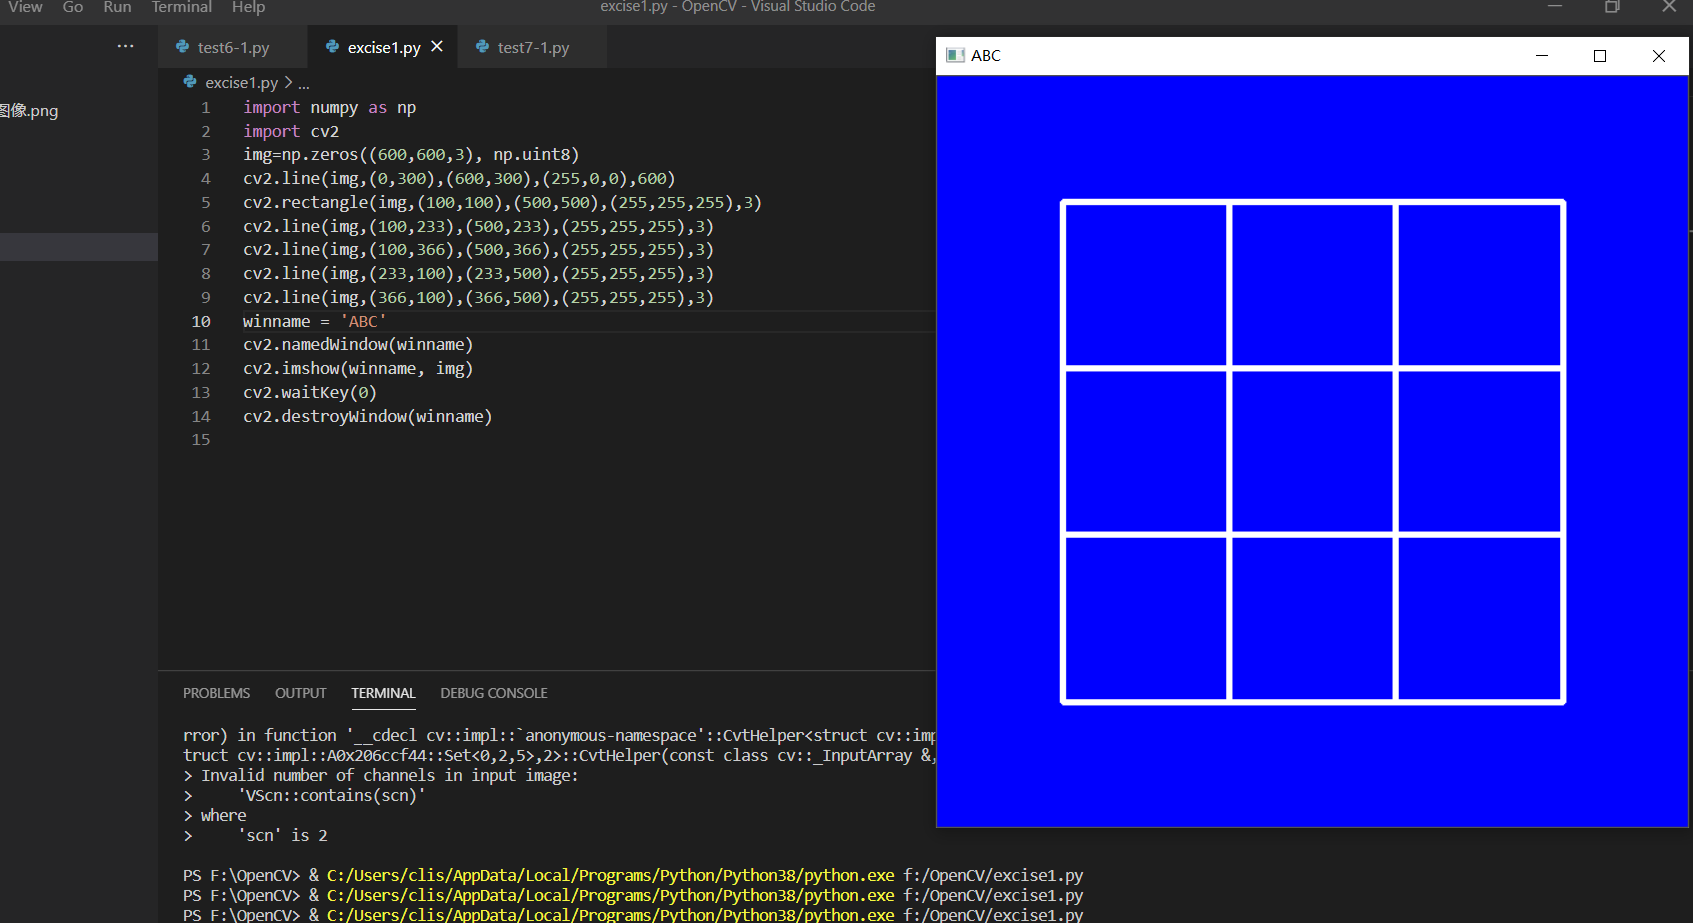 View Go Run Terminal Help
excise1.py - OpenCV - Visual Studio Code
test6-1.py excise1.py test7-1.py
ABC
excise1.py > ...
图像.png
1 import numpy as np
2 import cv2
3 img=np.zeros((600,600,3), np.uint8)
4 cv2.line(img,(0,300),(600,300),(255,0,0),600)
5 cv2.rectangle(img,(100,100),(500,500),(255,255,255),3)
6 cv2.line(img,(100,233),(500,233),(255,255,255),3)
7 cv2.line(img,(100,366),(500,366),(255,255,255),3)
8 cv2.line(img,(233,100),(233,500),(255,255,255),3)
9 cv2.line(img,(366,100),(366,500),(255,255,255),3)
10 winname = 'ABC'
11 cv2.namedWindow(winname)
12 cv2.imshow(winname, img)
13 cv2.waitKey(0)
14 cv2.destroyWindow(winname)
15
PROBLEMS OUTPUT TERMINAL DEBUG CONSOLE
rror) in function '__cdecl cv::impl::`anonymous-namespace'::CvtHelper<struct cv::imp
truct cv::impl::A0x206ccf44::Set<0,2,5>,2>::CvtHelper(const class cv::_InputArray &,
> Invalid number of channels in input image:
> 'VScn::contains(scn)'
> where
> 'scn' is 2
PS F:\OpenCV> & C:/Users/clis/AppData/Local/Programs/Python/Python38/python.exe f:/OpenCV/excise1.py
PS F:\OpenCV> & C:/Users/clis/AppData/Local/Programs/Python/Python38/python.exe f:/OpenCV/excise1.py
PS F:\OpenCV> & C:/Users/clis/AppData/Local/Programs/Python/Python38/python.exe f:/OpenCV/excise1.py